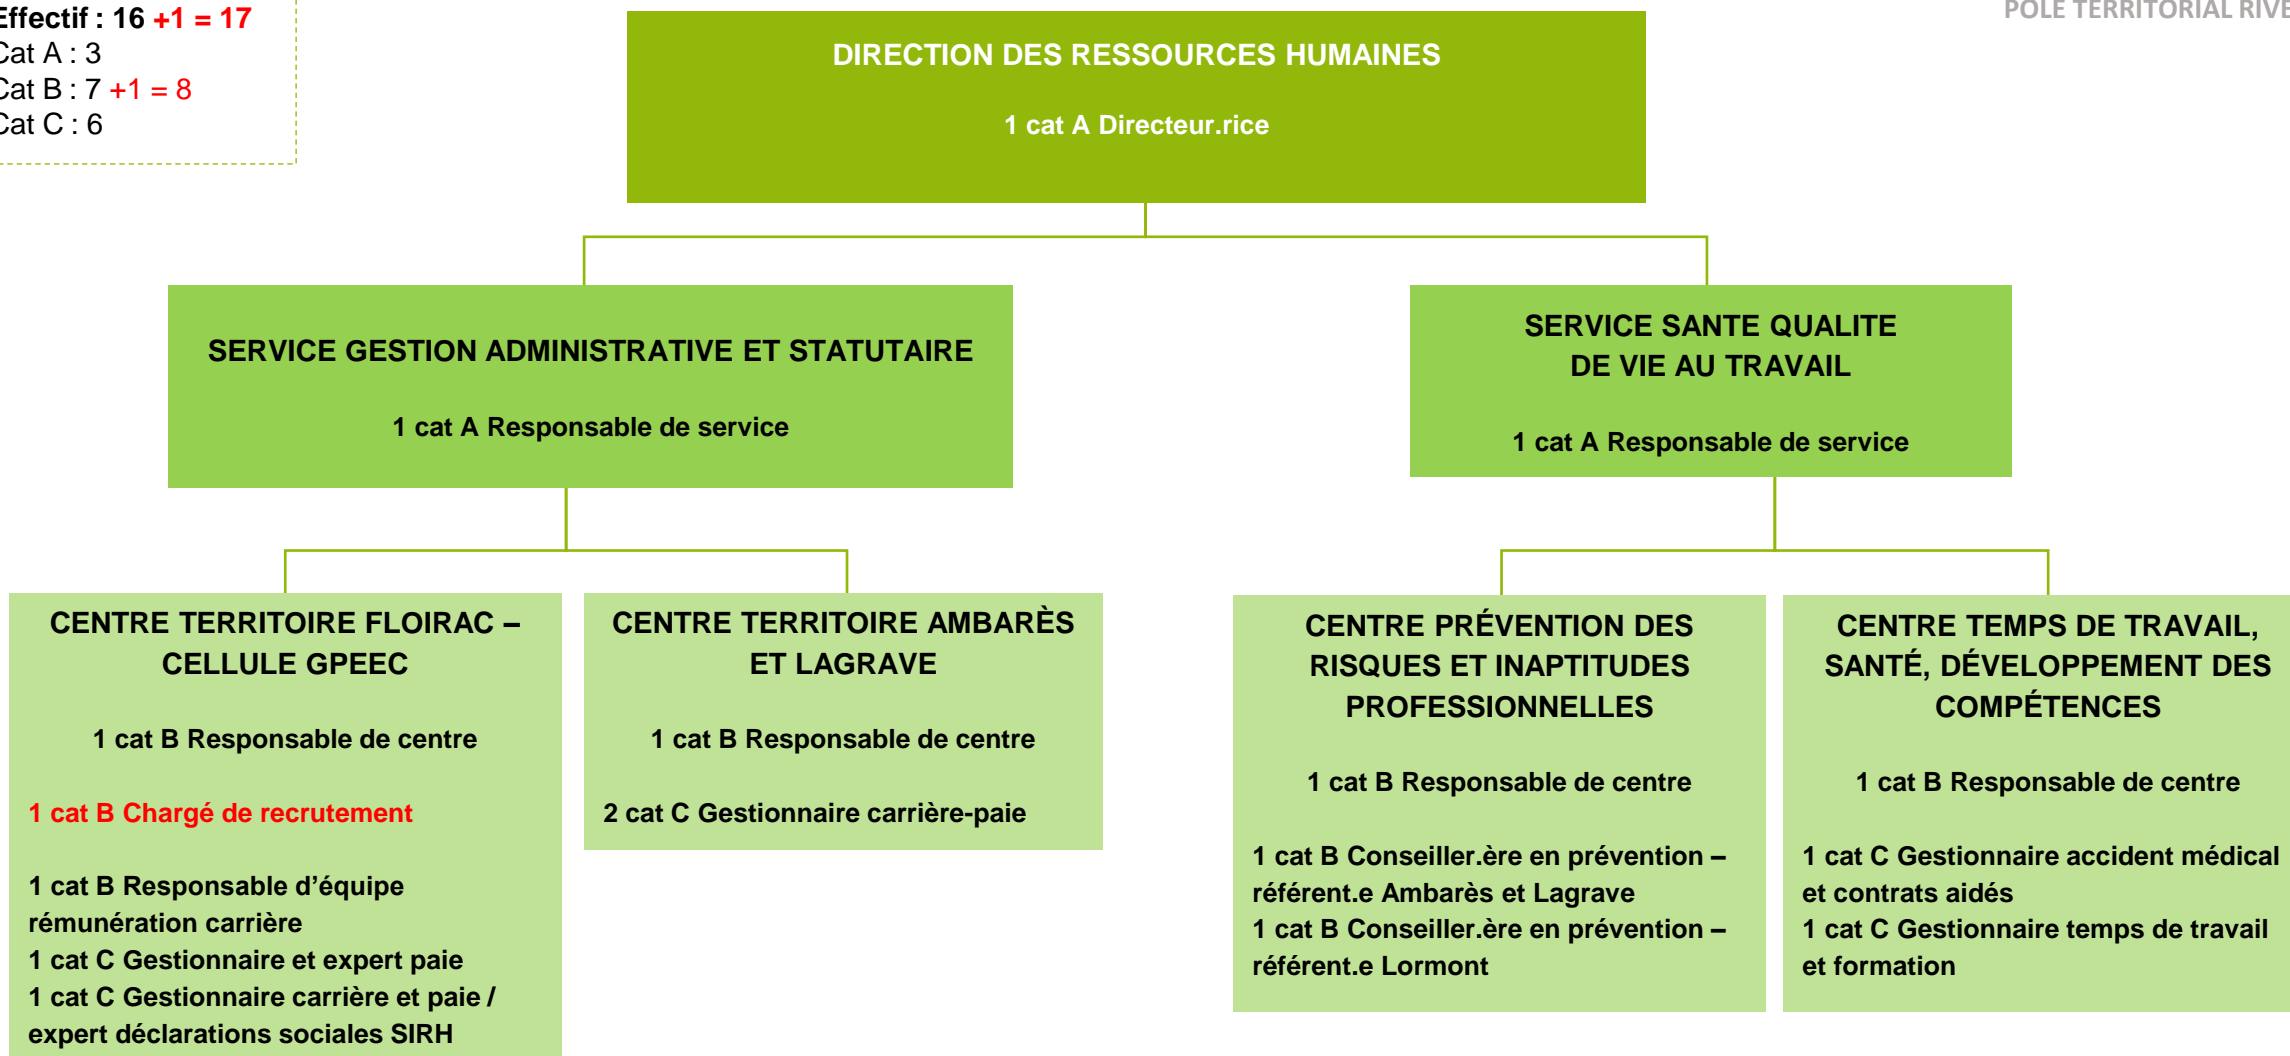 Effectif : 16 +1 = 17
Cat A : 3
Cat B : 7 +1 = 8
Cat C : 6
POLE TERRITORIAL RIVE
DIRECTION DES RESSOURCES HUMAINES
1 cat A Directeur.rice
SERVICE GESTION ADMINISTRATIVE ET STATUTAIRE
1 cat A Responsable de service
SERVICE SANTE QUALITE
DE VIE AU TRAVAIL
1 cat A Responsable de service
CENTRE TERRITOIRE FLOIRAC –
CELLULE GPEEC
1 cat B Responsable de centre
1 cat B Chargé de recrutement
1 cat B Responsable d’équipe
rémunération carrière
1 cat C Gestionnaire et expert paie
1 cat C Gestionnaire carrière et paie /
expert déclarations sociales SIRH
CENTRE TERRITOIRE AMBARÈS
ET LAGRAVE
1 cat B Responsable de centre
2 cat C Gestionnaire carrière-paie
CENTRE PRÉVENTION DES
RISQUES ET INAPTITUDES
PROFESSIONNELLES
1 cat B Responsable de centre
1 cat B Conseiller.ère en prévention –
référent.e Ambarès et Lagrave
1 cat B Conseiller.ère en prévention –
référent.e Lormont
CENTRE TEMPS DE TRAVAIL,
SANTÉ, DÉVELOPPEMENT DES
COMPÉTENCES
1 cat B Responsable de centre
1 cat C Gestionnaire accident médical
et contrats aidés
1 cat C Gestionnaire temps de travail
et formation